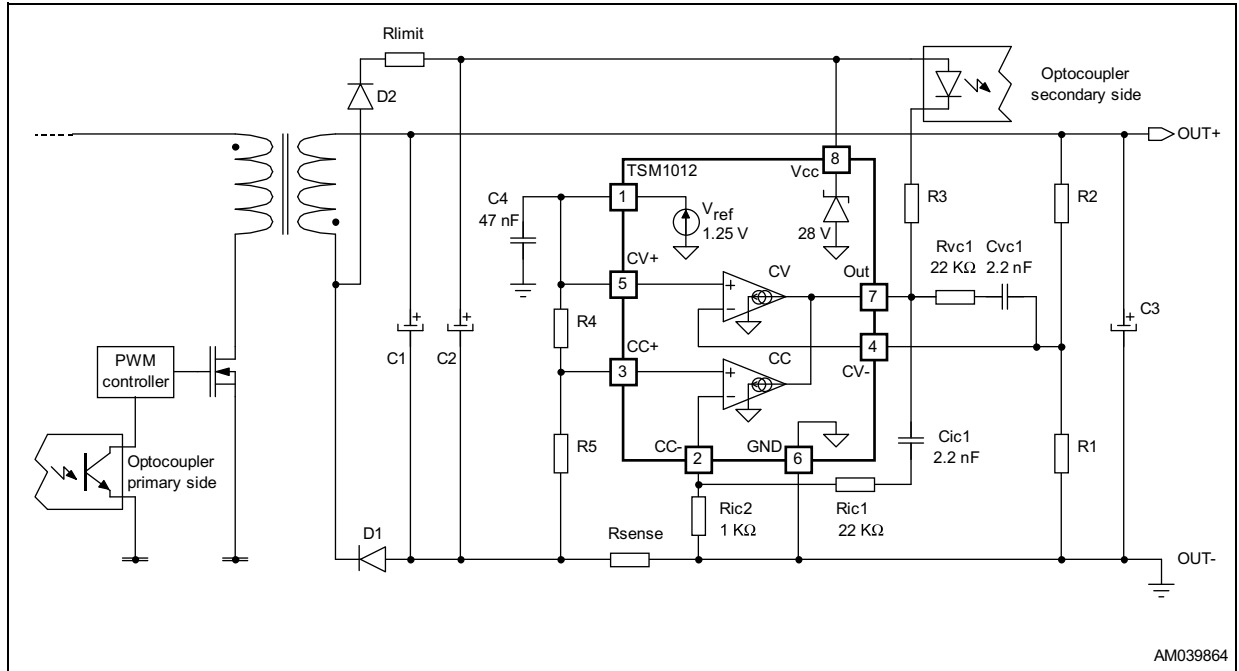 Rlimit
D2
Optocoupler
secondary side
OUT+
TSM1012
8
Vcc
1
C4
47 nF
Vref
1.25 V
28 V
R3
R2
CV+
5
CV
Out
7
Rvc1
22 KΩ
Cvc1
2.2 nF
C3
R4
4
CV-
CC+
3
CC
PWM
controller
C1
C2
R5
CC-
2
GND
6
Cic1
2.2 nF
R1
Optocoupler
primary side
Ric2
1 KΩ
Ric1
22 KΩ
D1
Rsense
OUT-
AM039864